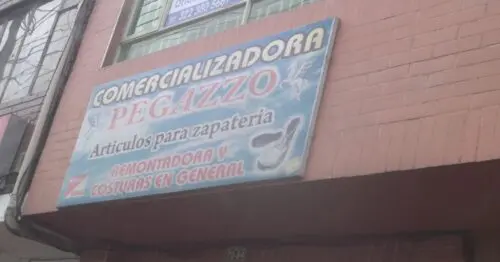 COMERCIALIZADORA
PEGAZZO
Articulos para zapateria
REMONTADORA Y
COSTURAS EN GENERAL